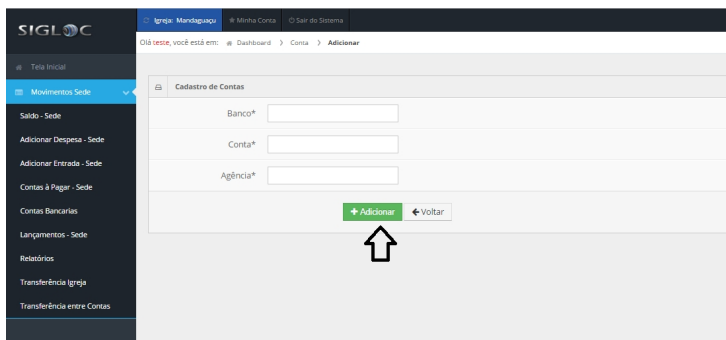 SIGLOC
Igreja: Mandaguaçu Minha Conta Sair do Sistema
Olá teste, você está em: Dashboard > Conta > Adicionar
Tela Inicial
Movimentos Sede
Saldo - Sede
Adicionar Despesa - Sede
Adicionar Entrada - Sede
Contas à Pagar - Sede
Contas Bancarias
Lançamentos - Sede
Relatórios
Transferência Igreja
Transferência entre Contas
Cadastro de Contas
Banco*
Conta*
Agência*
+ Adicionar Voltar